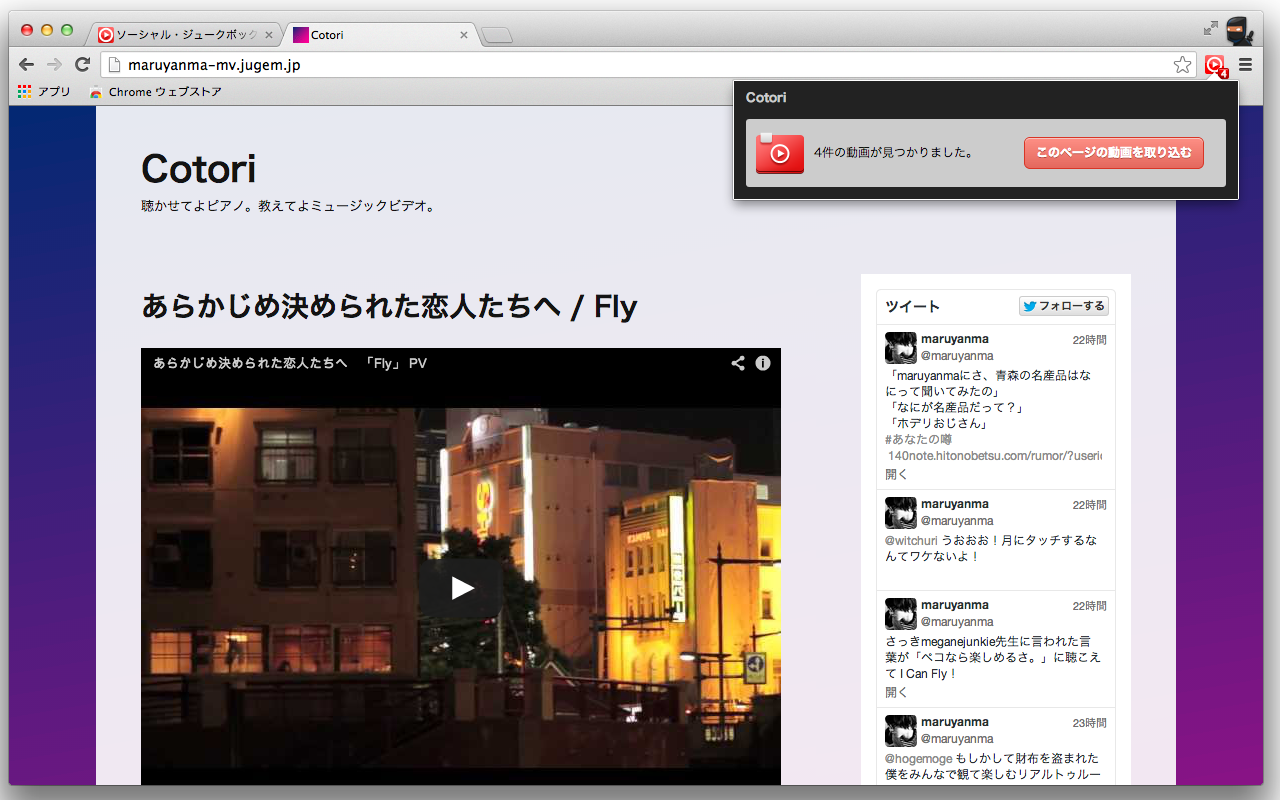 ソーシャル・ジュークボック
Cotori
maruyanma-mv.jugem.jp
4
アプリ
Chrome ウェブストア
Cotori
4件の動画が見つかりました。
このページの動画を取り込む
Cotori
聴かせてよピアノ。教えてよミュージックビデオ。
あらかじめ決められた恋人たちへ / Fly
あらかじめ決められた恋人たちへ 「Fly」 PV
KAMIYA BAR
ツイート
フォローする
maruyanma
22時間
@maruyanma
「maruyanmaにさ、青森の名産品はな
にって聞いてみたの」
「なにが名産品だって？」
「ホデリおじさん」
#あなたの噂
140note.hitonobetsu.com/rumor/?useri
開く
maruyanma
22時間
@maruyanma
@witchuri うおおお！月にタッチするな
んてワケないよ！
maruyanma
22時間
@maruyanma
さっきmeganejunkie先生に言われた言
葉が「ペコなら楽しめるさ。」に聴こえ
て I Can Fly！
開く
maruyanma
23時間
@maruyanma
@hogemoge もしかして財布を盗まれた
僕をみんなで観て楽しむリアルトゥルー